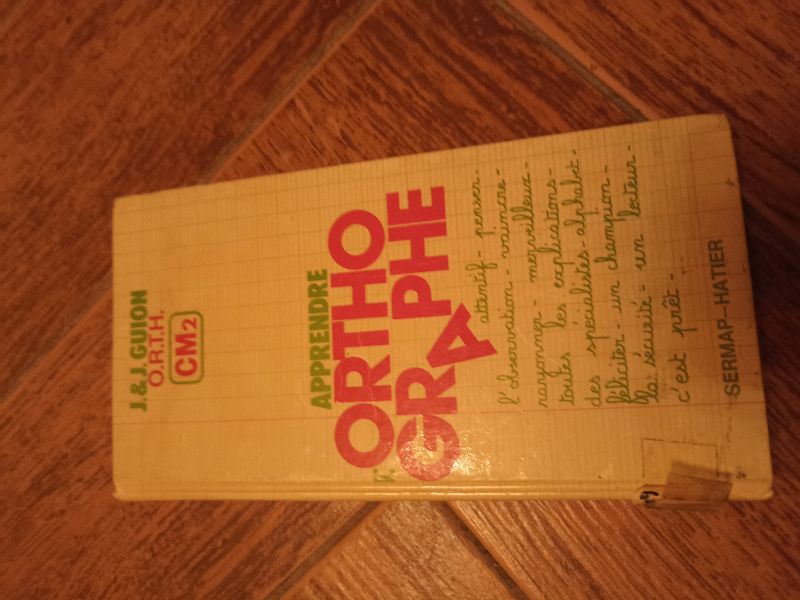 J.&J. GUION
O.R.T.H.
CM2
APPRENDRE
L'ORTHO
GRAPHE
attentif - penser -
l'observation - vaincre -
rayonner - merveilleux -
toutes les explications -
des spécialistes - alphabet -
féliciter - un champion -
la sécurité - un lecteur -
c'est prêt -
SERMAP-HATIER